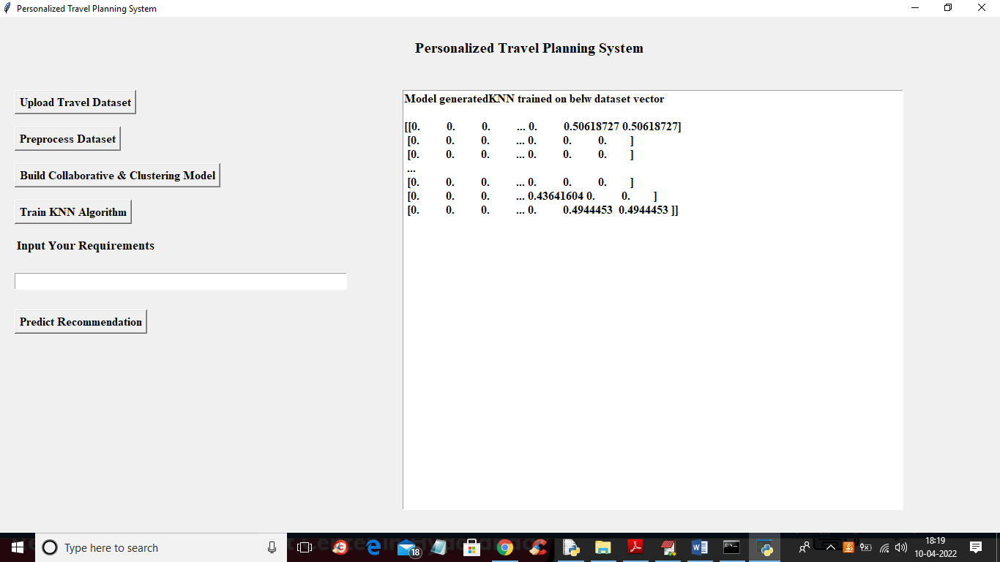 Personalized Travel Planning System
Personalized Travel Planning System
Upload Travel Dataset
Preprocess Dataset
Build Collaborative & Clustering Model
Train KNN Algorithm
Input Your Requirements
Predict Recommendation
Model generatedKNN trained on belw dataset vector
[[0. 0. 0. ... 0. 0.50618727 0.50618727]
[0. 0. 0. ... 0. 0. 0. ]
[0. 0. 0. ... 0. 0. 0. ]
...
[0. 0. 0. ... 0. 0. 0. ]
[0. 0. 0. ... 0.43641604 0. 0. ]
[0. 0. 0. ... 0. 0.4944453 0.4944453 ]]
Type here to search
18
18:19
10-04-2022